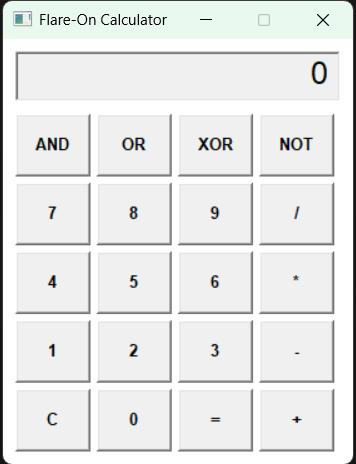 Flare-On Calculator
0
AND OR XOR NOT
7 8 9 /
4 5 6 *
1 2 3 -
C 0 = +